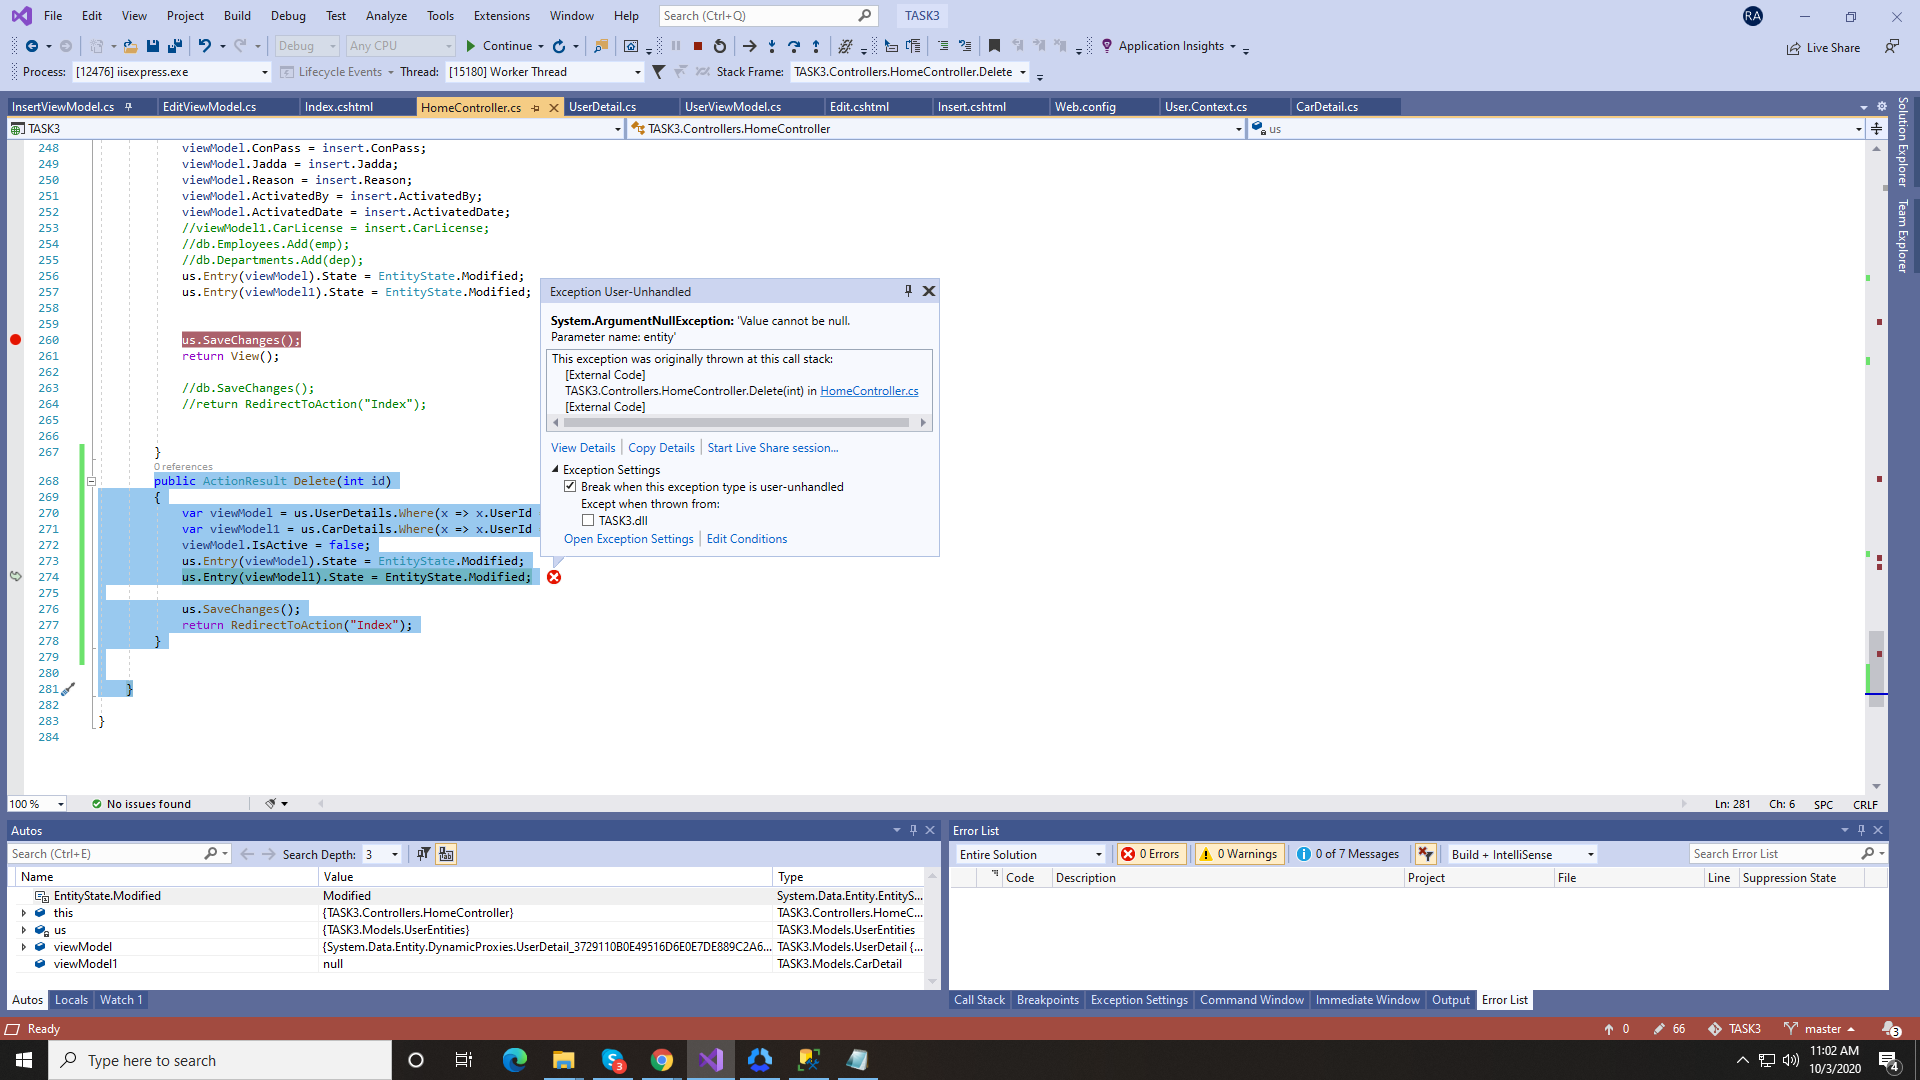 File Edit View Project Build Debug Test Analyze Tools Extensions Window Help Search (Ctrl+Q) TASK3 RA
Debug Any CPU Continue Application Insights Live Share
Process: [12476] iisexpress.exe Lifecycle Events Thread: [15180] Worker Thread Stack Frame: TASK3.Controllers.HomeController.Delete
InsertViewModel.cs EditViewModel.cs Index.cshtml HomeController.cs UserDetail.cs UserViewModel.cs Edit.cshtml Insert.cshtml Web.config User.Context.cs CarDetail.cs
TASK3 TASK3.Controllers.HomeController us
Solution Explorer
Team Explorer
248 viewModel.ConPass = insert.ConPass;
249 viewModel.Jadda = insert.Jadda;
250 viewModel.Reason = insert.Reason;
251 viewModel.ActivatedBy = insert.ActivatedBy;
252 viewModel.ActivatedDate = insert.ActivatedDate;
253 //viewModel1.CarLicense = insert.CarLicense;
254 //db.Employees.Add(emp);
255 //db.Departments.Add(dep);
256 us.Entry(viewModel).State = EntityState.Modified;
257 us.Entry(viewModel1).State = EntityState.Modified;
258
259
260 us.SaveChanges();
261 return View();
262
263 //db.SaveChanges();
264 //return RedirectToAction("Index");
265
266
267 }
0 references
268 public ActionResult Delete(int id)
269 {
270 var viewModel = us.UserDetails.Where(x => x.UserId
271 var viewModel1 = us.CarDetails.Where(x => x.UserId
272 viewModel.IsActive = false;
273 us.Entry(viewModel).State = EntityState.Modified;
274 us.Entry(viewModel1).State = EntityState.Modified;
275
276 us.SaveChanges();
277 return RedirectToAction("Index");
278 }
279
280
281 }
282
283 }
284
Exception User-Unhandled
System.ArgumentNullException: 'Value cannot be null.
Parameter name: entity'
This exception was originally thrown at this call stack:
[External Code]
TASK3.Controllers.HomeController.Delete(int) in HomeController.cs
[External Code]
View Details Copy Details Start Live Share session...
Exception Settings
Break when this exception type is user-unhandled
Except when thrown from:
TASK3.dll
Open Exception Settings Edit Conditions
100 % No issues found Ln: 281 Ch: 6 SPC CRLF
Autos
Search (Ctrl+E) Search Depth: 3
Name Value Type
EntityState.Modified Modified System.Data.Entity.EntityS...
this {TASK3.Controllers.HomeController} TASK3.Controllers.HomeC...
us {TASK3.Models.UserEntities} TASK3.Models.UserEntities
viewModel {System.Data.Entity.DynamicProxies.UserDetail_3729110B0E49516D6E0E7DE889C2A6... TASK3.Models.UserDetail {...
viewModel1 null TASK3.Models.CarDetail
Autos Locals Watch 1
Error List
Entire Solution 0 Errors 0 Warnings 0 of 7 Messages Build + IntelliSense Search Error List
Code Description Project File Line Suppression State
Call Stack Breakpoints Exception Settings Command Window Immediate Window Output Error List
Ready 0 66 TASK3 master 3
Type here to search 3 11:02 AM
10/3/2020 4